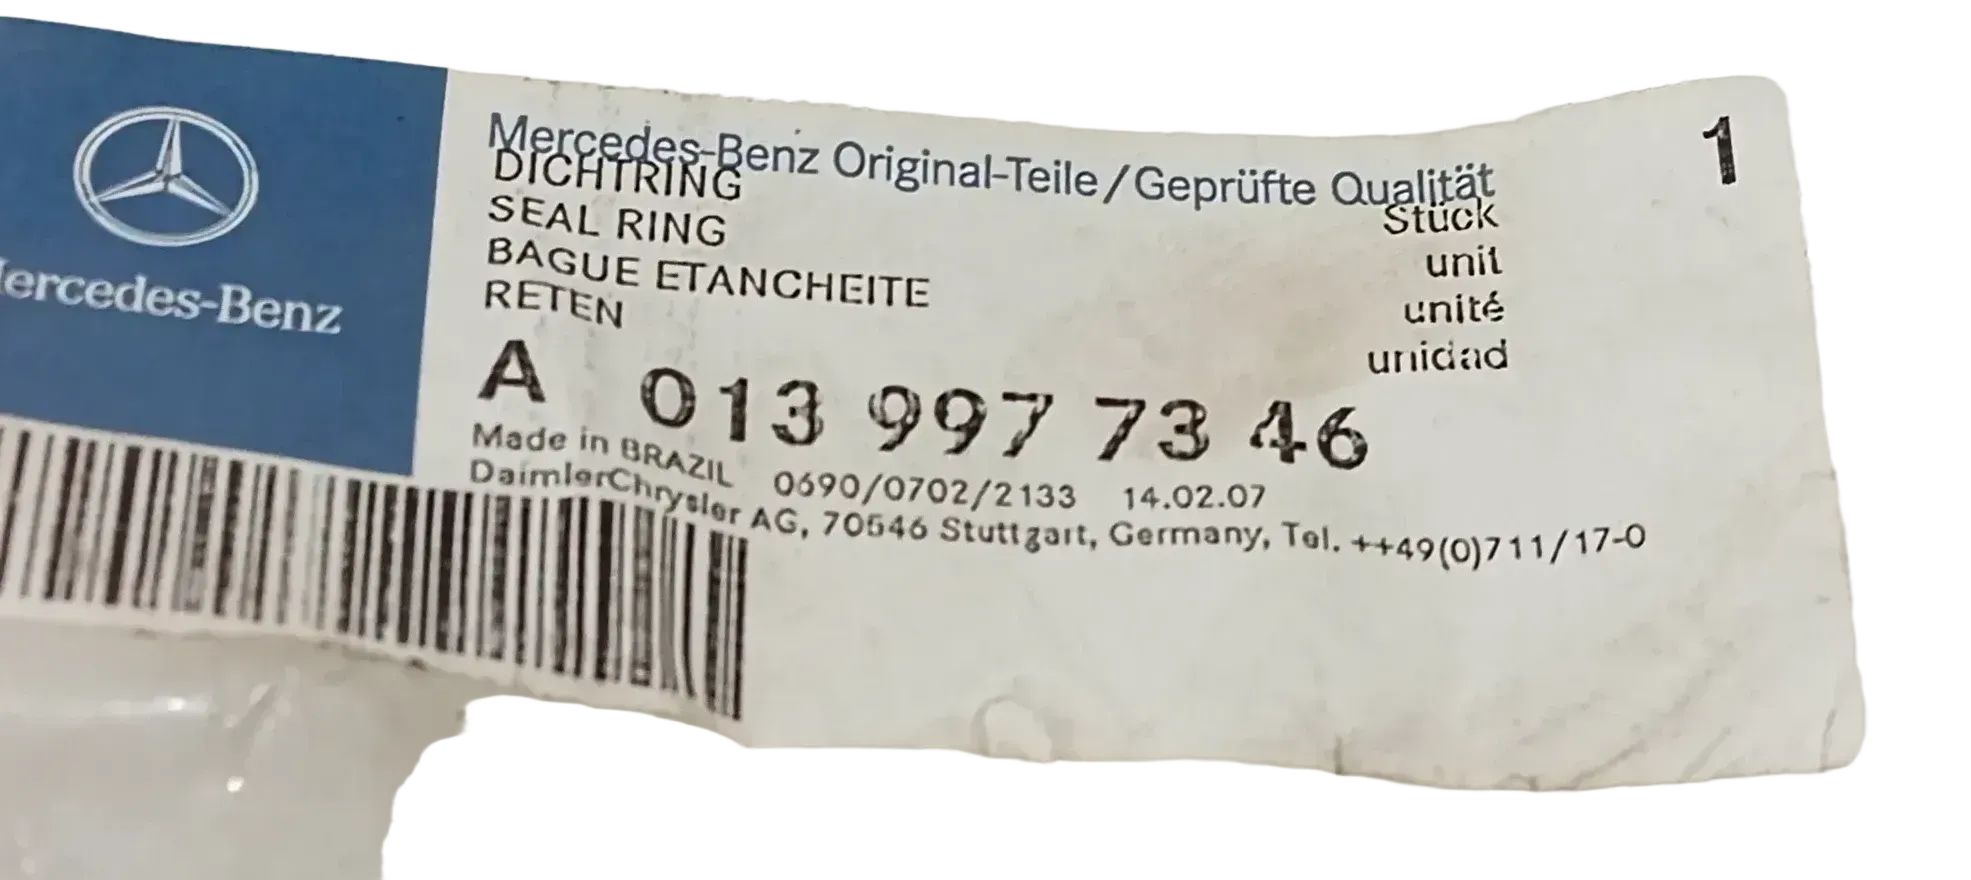 Mercedes-Benz
Mercedes-Benz Original-Teile/Geprüfte Qualität
1
DICHTRING
Stück
SEAL RING
unit
BAGUE ETANCHEITE
unité
RETEN
unidad
A 013 997 73 46
Made in BRAZIL 0690/0702/2133 14.02.07
DaimlerChrysler AG, 70546 Stuttgart, Germany, Tel. ++49(0)711/17-0